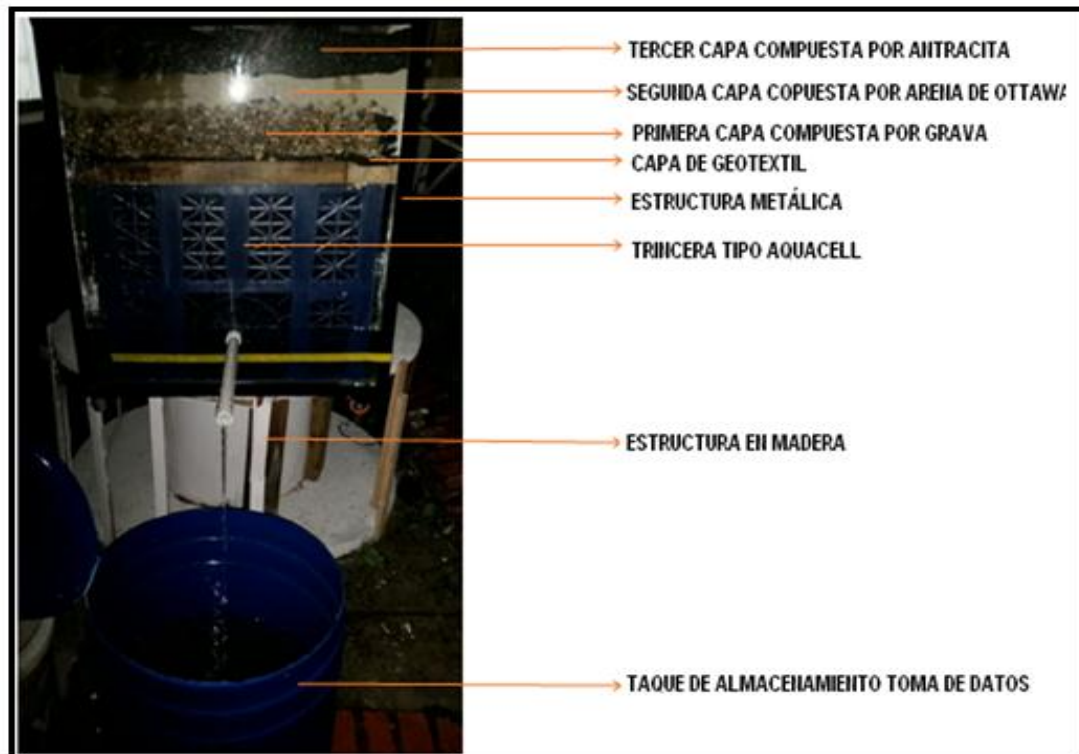 TERCER CAPA COMPUESTA POR ANTRACITA
SEGUNDA CAPA COPUESTA POR ARENA DE OTTAWA
PRIMERA CAPA COMPUESTA POR GRAVA
CAPA DE GEOTEXTIL
ESTRUCTURA METÁLICA
TRINCERA TIPO AQUACELL
ESTRUCTURA EN MADERA
TAQUE DE ALMACENAMIENTO TOMA DE DATOS